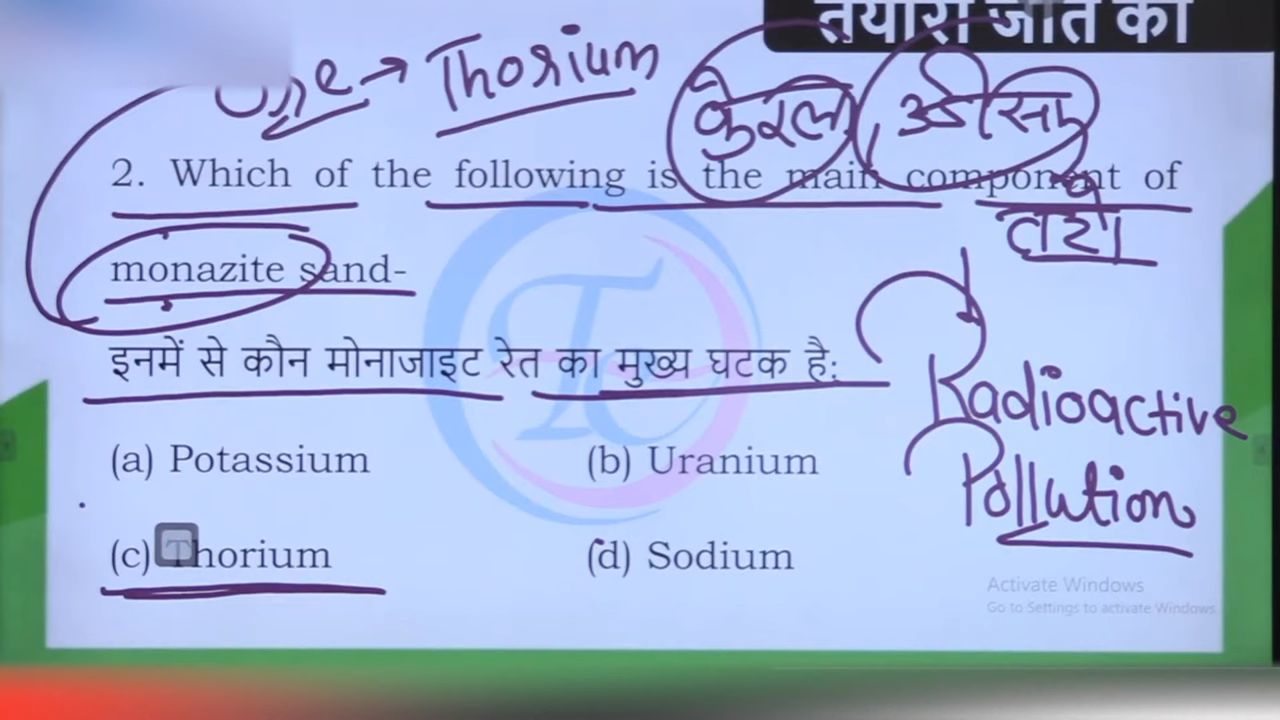 तैयारी जीत की
Ore → Thorium केरल ओडिसा
2. Which of the following is the main component of
तटो
monazite sand-
इनमें से कौन मोनाजाइट रेत का मुख्य घटक है:
Radioactive
(a) Potassium (b) Uranium
Pollution
(c) Thorium (d) Sodium
Activate Windows
Go to Settings to activate Windows.